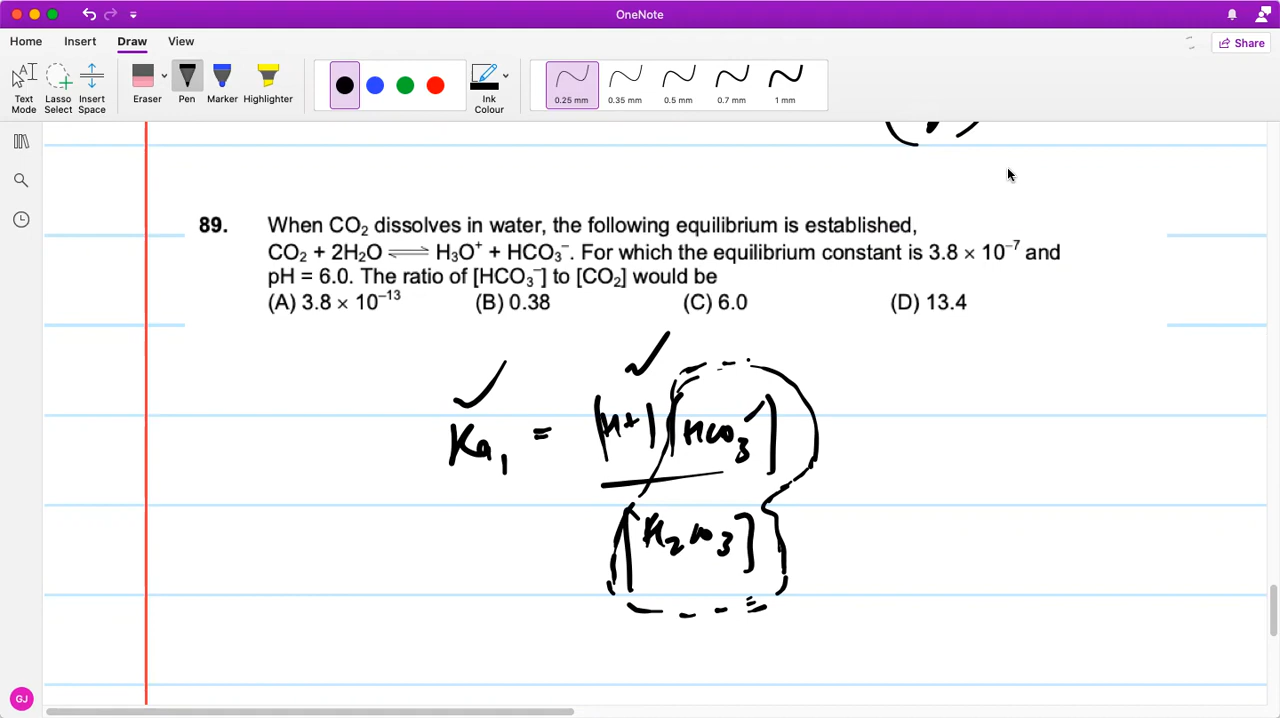 OneNote
Home Insert Draw View
Share
Text Mode
Lasso Select
Insert Space
Eraser
Pen
Marker
Highlighter
Ink Colour
0.25 mm
0.35 mm
0.5 mm
0.7 mm
1 mm
89. When CO₂ dissolves in water, the following equilibrium is established,
CO₂ + 2H₂O ⇌ H₃O⁺ + HCO₃⁻. For which the equilibrium constant is 3.8 × 10⁻⁷ and
pH = 6.0. The ratio of [HCO₃⁻] to [CO₂] would be
(A) 3.8 × 10⁻¹³ (B) 0.38 (C) 6.0 (D) 13.4
Ka₁ = [H+] [HCO₃⁻]
[H₂CO₃]
GJ